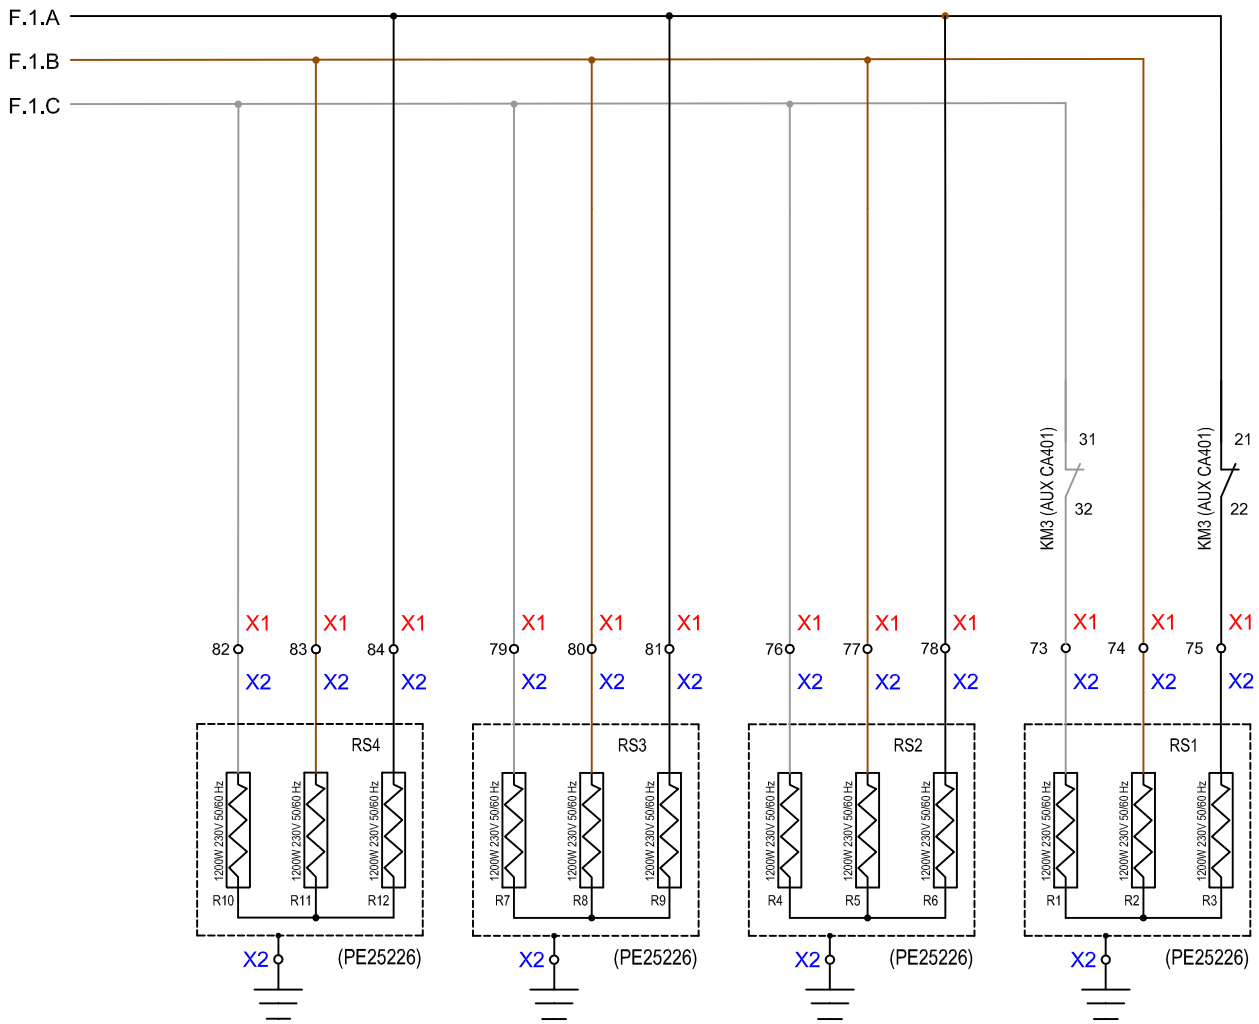 F.1.A
F.1.B
F.1.C
KM3 (AUX CA401)
31
32
KM3 (AUX CA401)
21
22
X1 X1 X1 X1 X1 X1 X1 X1 X1 X1 X1 X1
82 83 84 79 80 81 76 77 78 73 74 75
X2 X2 X2 X2 X2 X2 X2 X2 X2 X2 X2 X2
RS4 RS3 RS2 RS1
1200W 230V 50/60 Hz
1200W 230V 50/60 Hz
1200W 230V 50/60 Hz
1200W 230V 50/60 Hz
1200W 230V 50/60 Hz
1200W 230V 50/60 Hz
1200W 230V 50/60 Hz
1200W 230V 50/60 Hz
1200W 230V 50/60 Hz
1200W 230V 50/60 Hz
1200W 230V 50/60 Hz
1200W 230V 50/60 Hz
R10 R11 R12 R7 R8 R9 R4 R5 R6 R1 R2 R3
X2 (PE25226) X2 (PE25226) X2 (PE25226) X2 (PE25226)